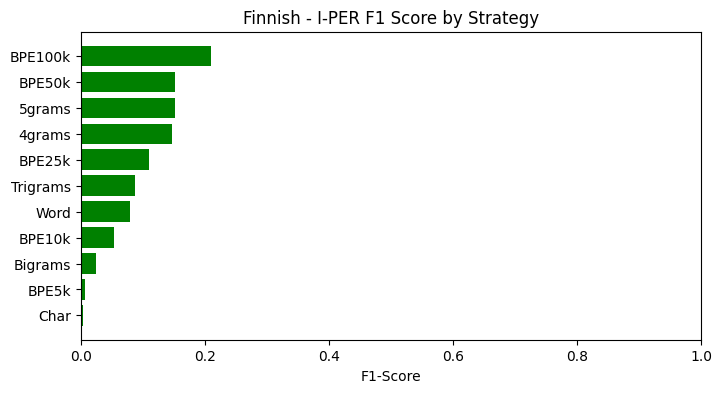 Finnish - I-PER F1 Score by Strategy
BPE100k
BPE50k
5grams
4grams
BPE25k
Trigrams
Word
BPE10k
Bigrams
BPE5k
Char
0.0 0.2 0.4 0.6 0.8 1.0
F1-Score